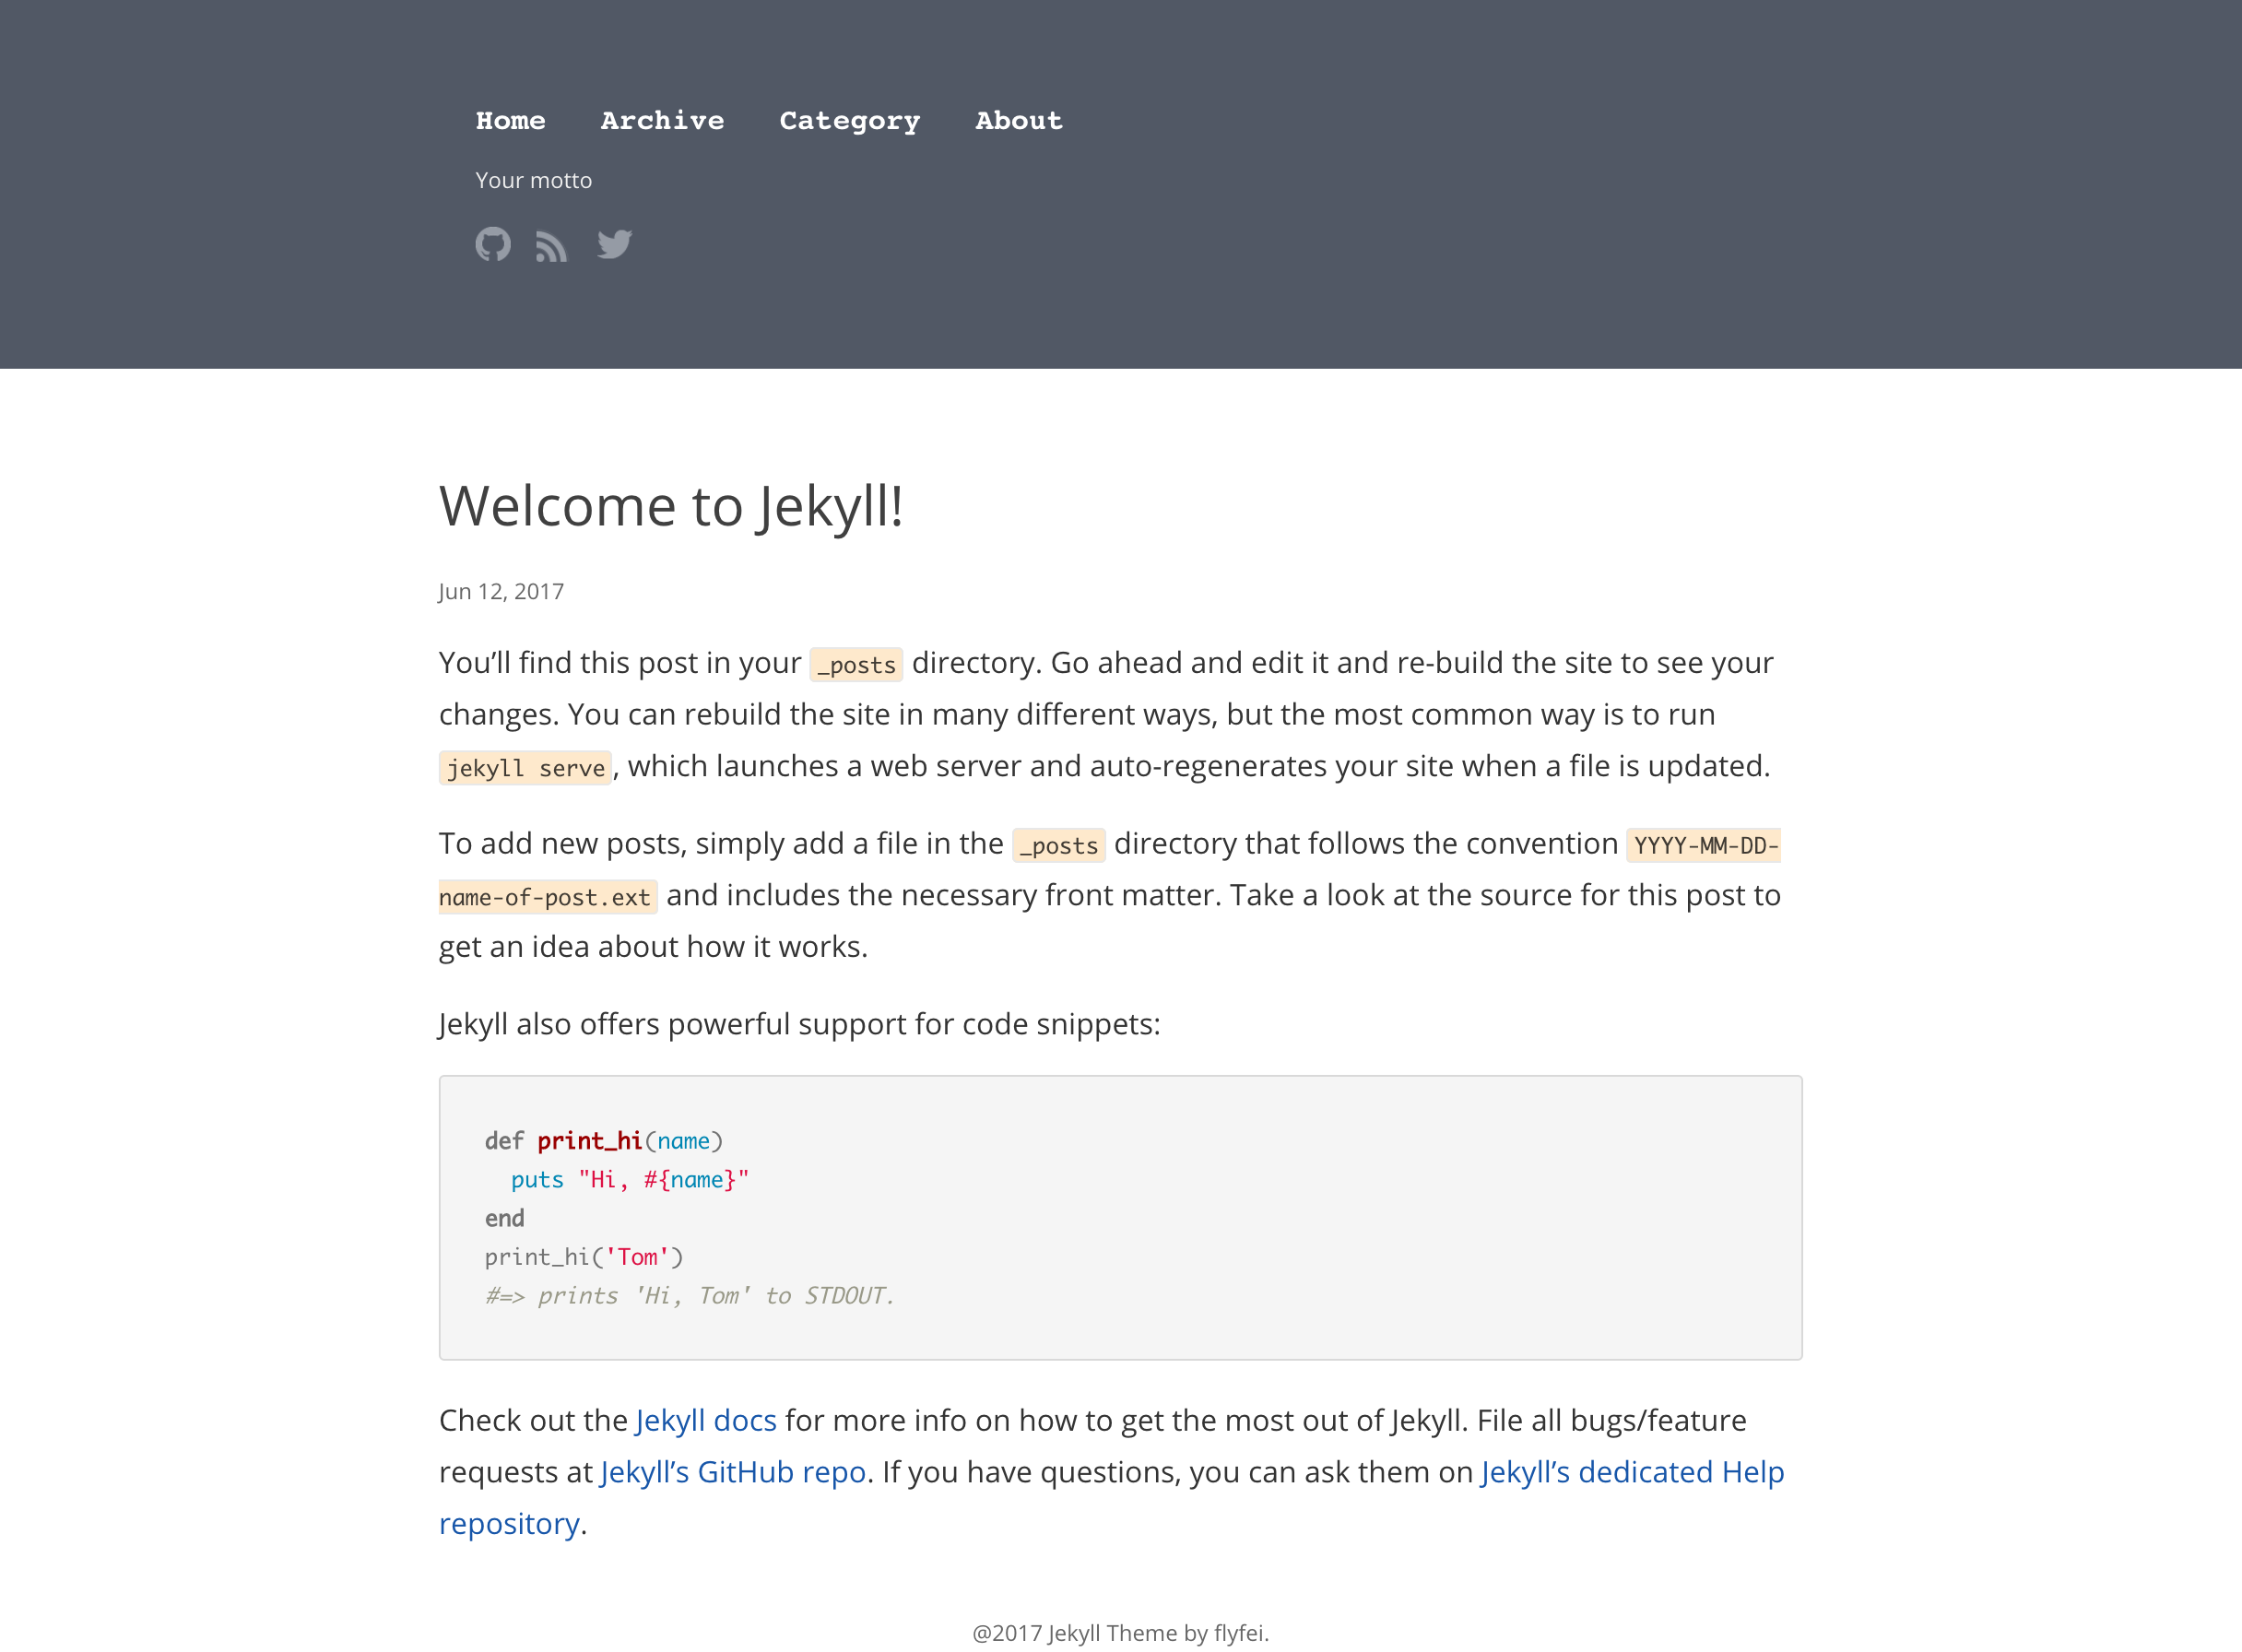 Home Archive Category About
Your motto
Welcome to Jekyll!
Jun 12, 2017
You’ll find this post in your _posts directory. Go ahead and edit it and re-build the site to see your
changes. You can rebuild the site in many different ways, but the most common way is to run
jekyll serve, which launches a web server and auto-regenerates your site when a file is updated.
To add new posts, simply add a file in the _posts directory that follows the convention YYYY-MM-DD-
name-of-post.ext and includes the necessary front matter. Take a look at the source for this post to
get an idea about how it works.
Jekyll also offers powerful support for code snippets:
def print_hi(name)
  puts "Hi, #{name}"
end
print_hi('Tom')
#=> prints 'Hi, Tom' to STDOUT.
Check out the Jekyll docs for more info on how to get the most out of Jekyll. File all bugs/feature
requests at Jekyll’s GitHub repo. If you have questions, you can ask them on Jekyll’s dedicated Help
repository.
@2017 Jekyll Theme by flyfei.